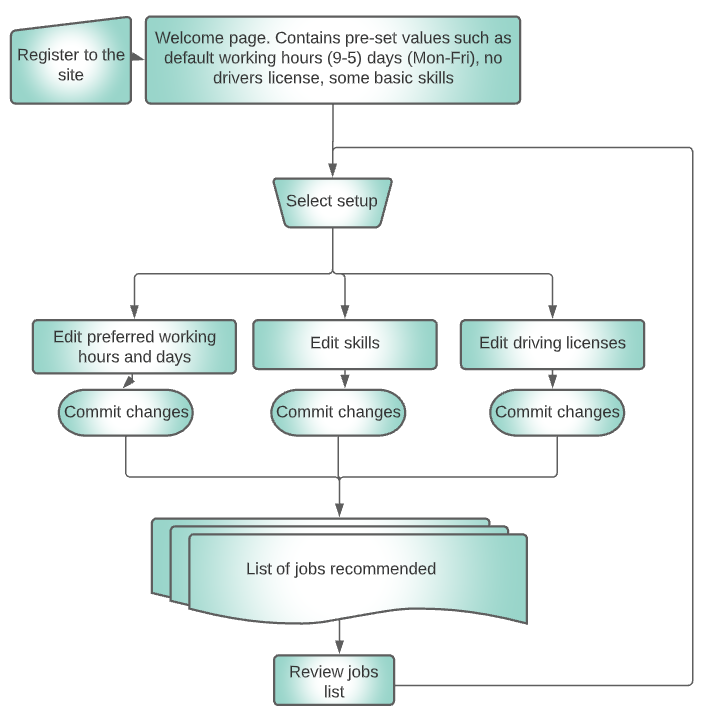 Register to the
site
Welcome page. Contains pre-set values such as
default working hours (9-5) days (Mon-Fri), no
drivers license, some basic skills
Select setup
Edit preferred working
hours and days
Edit skills
Edit driving licenses
Commit changes
Commit changes
Commit changes
List of jobs recommended
Review jobs
list